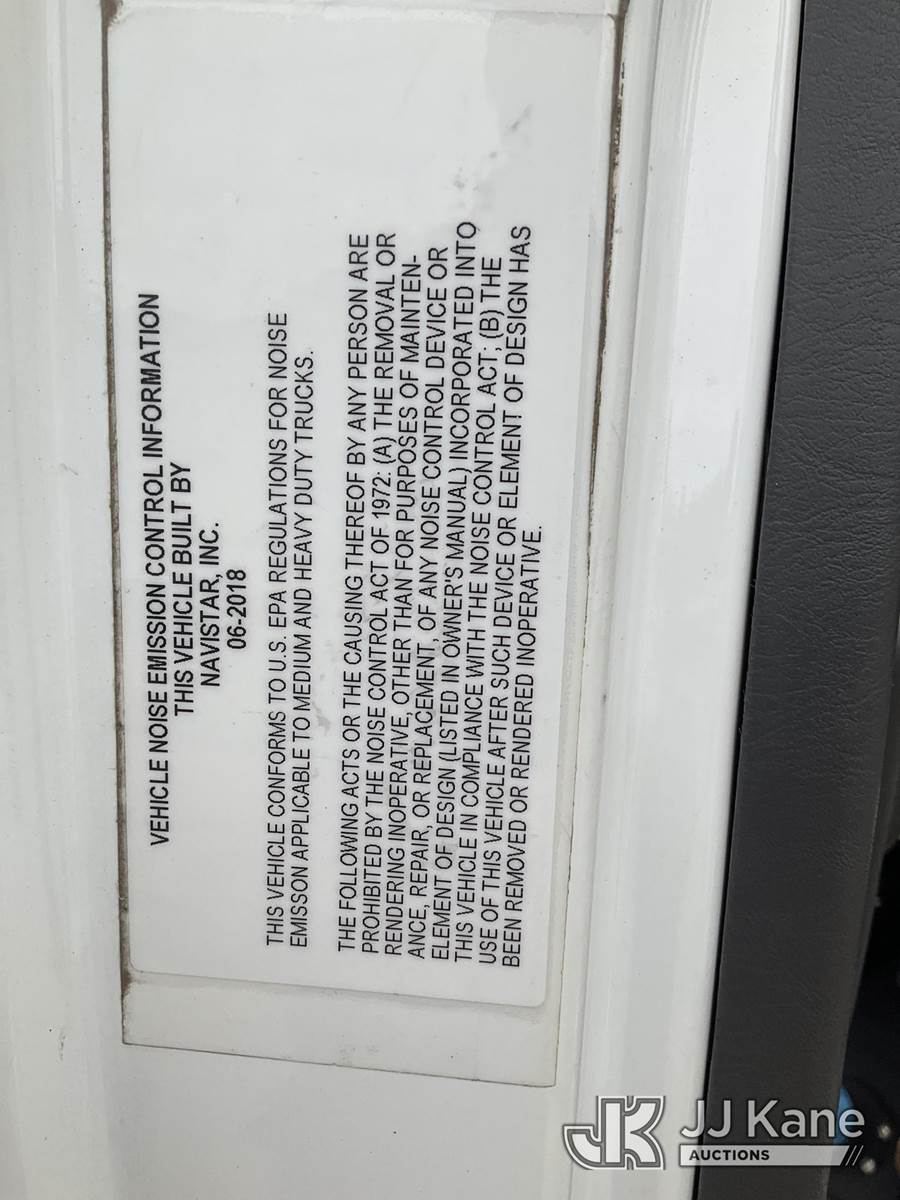 VEHICLE NOISE EMISSION CONTROL INFORMATION
THIS VEHICLE BUILT BY
NAVISTAR, INC.
06-2018
THIS VEHICLE CONFORMS TO U.S. EPA REGULATIONS FOR NOISE
EMISSON APPLICABLE TO MEDIUM AND HEAVY DUTY TRUCKS.
THE FOLLOWING ACTS OR THE CAUSING THEREOF BY ANY PERSON ARE
PROHIBITED BY THE NOISE CONTROL ACT OF 1972: (A) THE REMOVAL OR
RENDERING INOPERATIVE, OTHER THAN FOR PURPOSES OF MAINTEN-
ANCE, REPAIR, OR REPLACEMENT, OF ANY NOISE CONTROL DEVICE OR
ELEMENT OF DESIGN (LISTED IN OWNER'S MANUAL) INCORPORATED INTO
THIS VEHICLE IN COMPLIANCE WITH THE NOISE CONTROL ACT; (B) THE
USE OF THIS VEHICLE AFTER SUCH DEVICE OR ELEMENT OF DESIGN HAS
BEEN REMOVED OR RENDERED INOPERATIVE.
JK JJ Kane
AUCTIONS